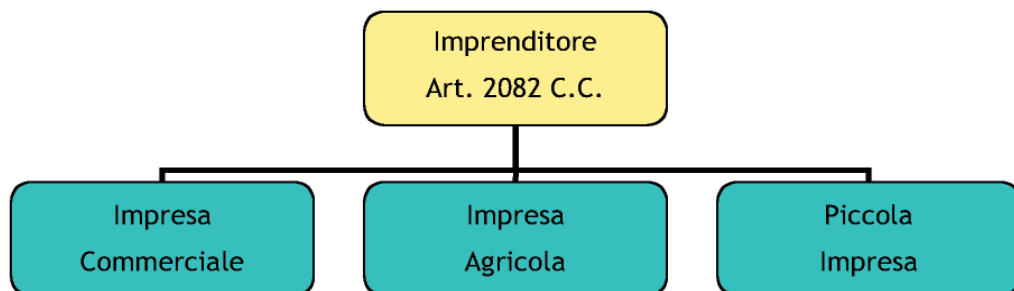 Imprenditore
Art. 2082 C.C.
Impresa
Commerciale
Impresa
Agricola
Piccola
Impresa